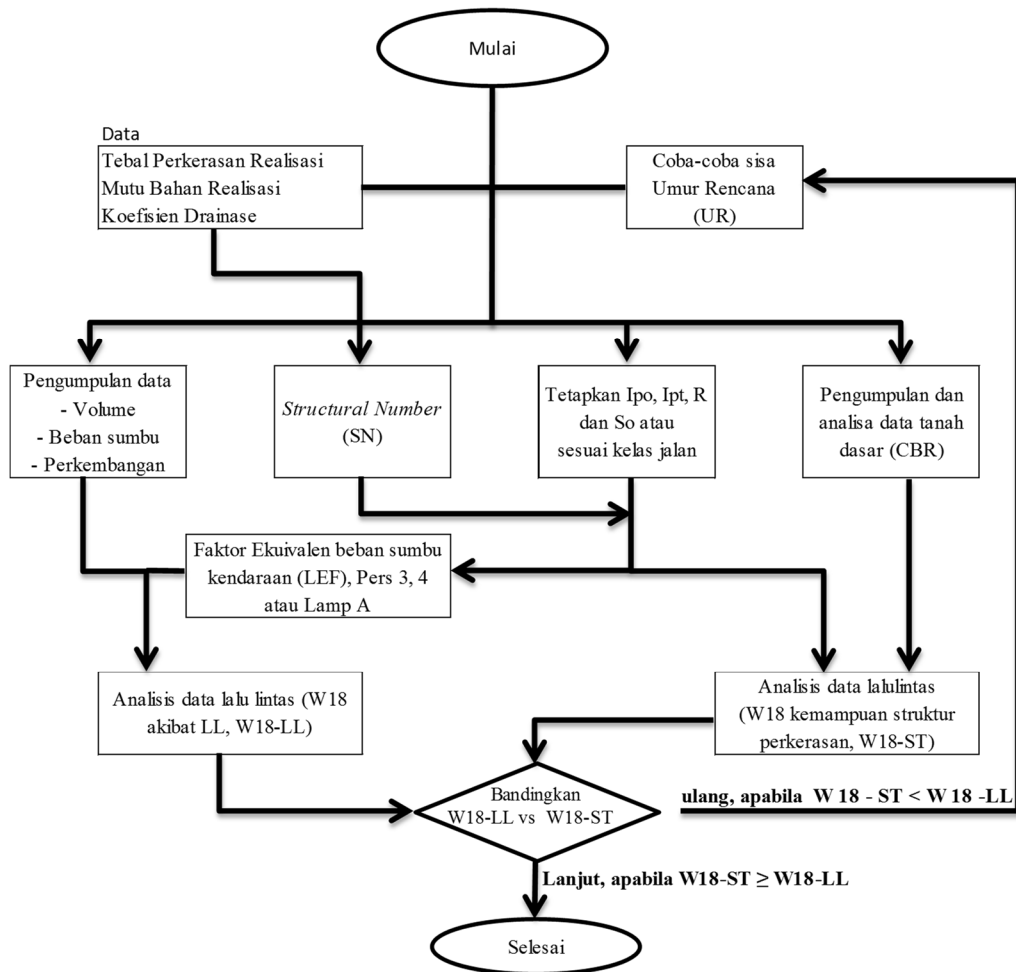 Mulai
Data
Tebal Perkerasan Realisasi
Mutu Bahan Realisasi
Koefisien Drainase
Coba-coba sisa
Umur Rencana
(UR)
Pengumpulan data
- Volume
- Beban sumbu
- Perkembangan
Structural Number
(SN)
Tetapkan Ipo, Ipt, R
dan So atau
sesuai kelas jalan
Pengumpulan dan
analisa data tanah
dasar (CBR)
Faktor Ekuivalen beban sumbu
kendaraan (LEF), Pers 3, 4
atau Lamp A
Analisis data lalu lintas (W18
akibat LL, W18-LL)
Analisis data lalulintas
(W18 kemampuan struktur
perkerasan, W18-ST)
Bandingkan
W18-LL vs W18-ST
ulang, apabila W 18 - ST < W 18 -LL
Lanjut, apabila W18-ST ≥ W18-LL
Selesai